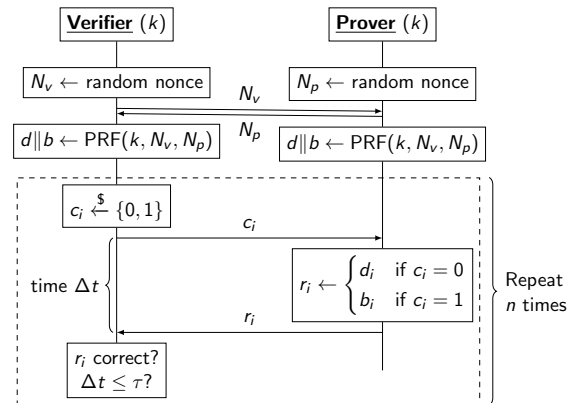 Verifier (k)
Prover (k)
N_v ← random nonce
N_p ← random nonce
N_v
N_p
d∥b ← PRF(k, N_v, N_p)
d∥b ← PRF(k, N_v, N_p)
c_i ←$ {0, 1}
c_i
time Δt
r_i ← { d_i if c_i = 0
b_i if c_i = 1
Repeat
n times
r_i
r_i correct?
Δt ≤ τ?